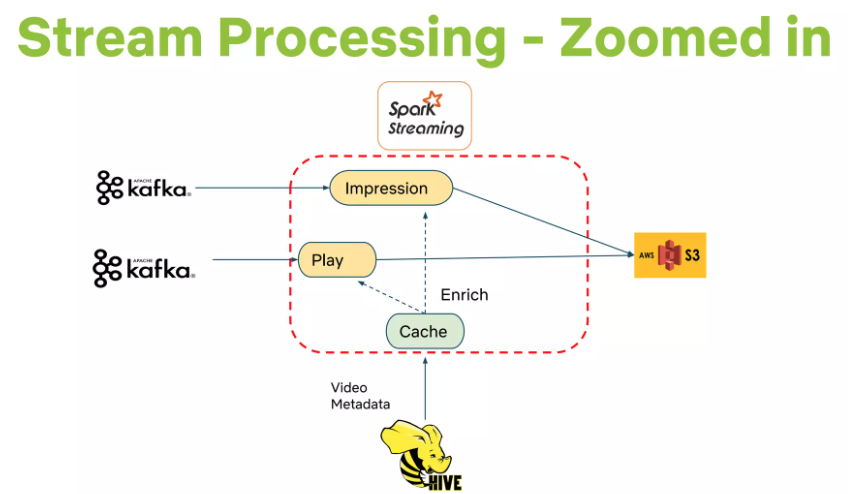 Stream Processing - Zoomed in
Spark
Streaming
APACHE
kafka®
Impression
APACHE
kafka®
Play
AWS S3
Enrich
Cache
Video
Metadata
HIVE